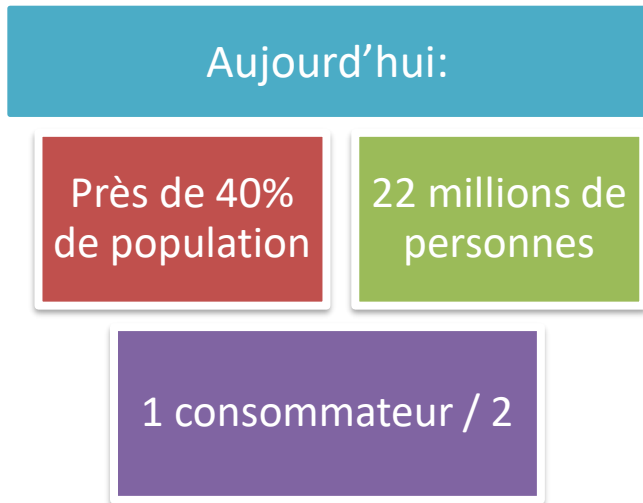 Aujourd’hui:
Près de 40%
de population
22 millions de
personnes
1 consommateur / 2